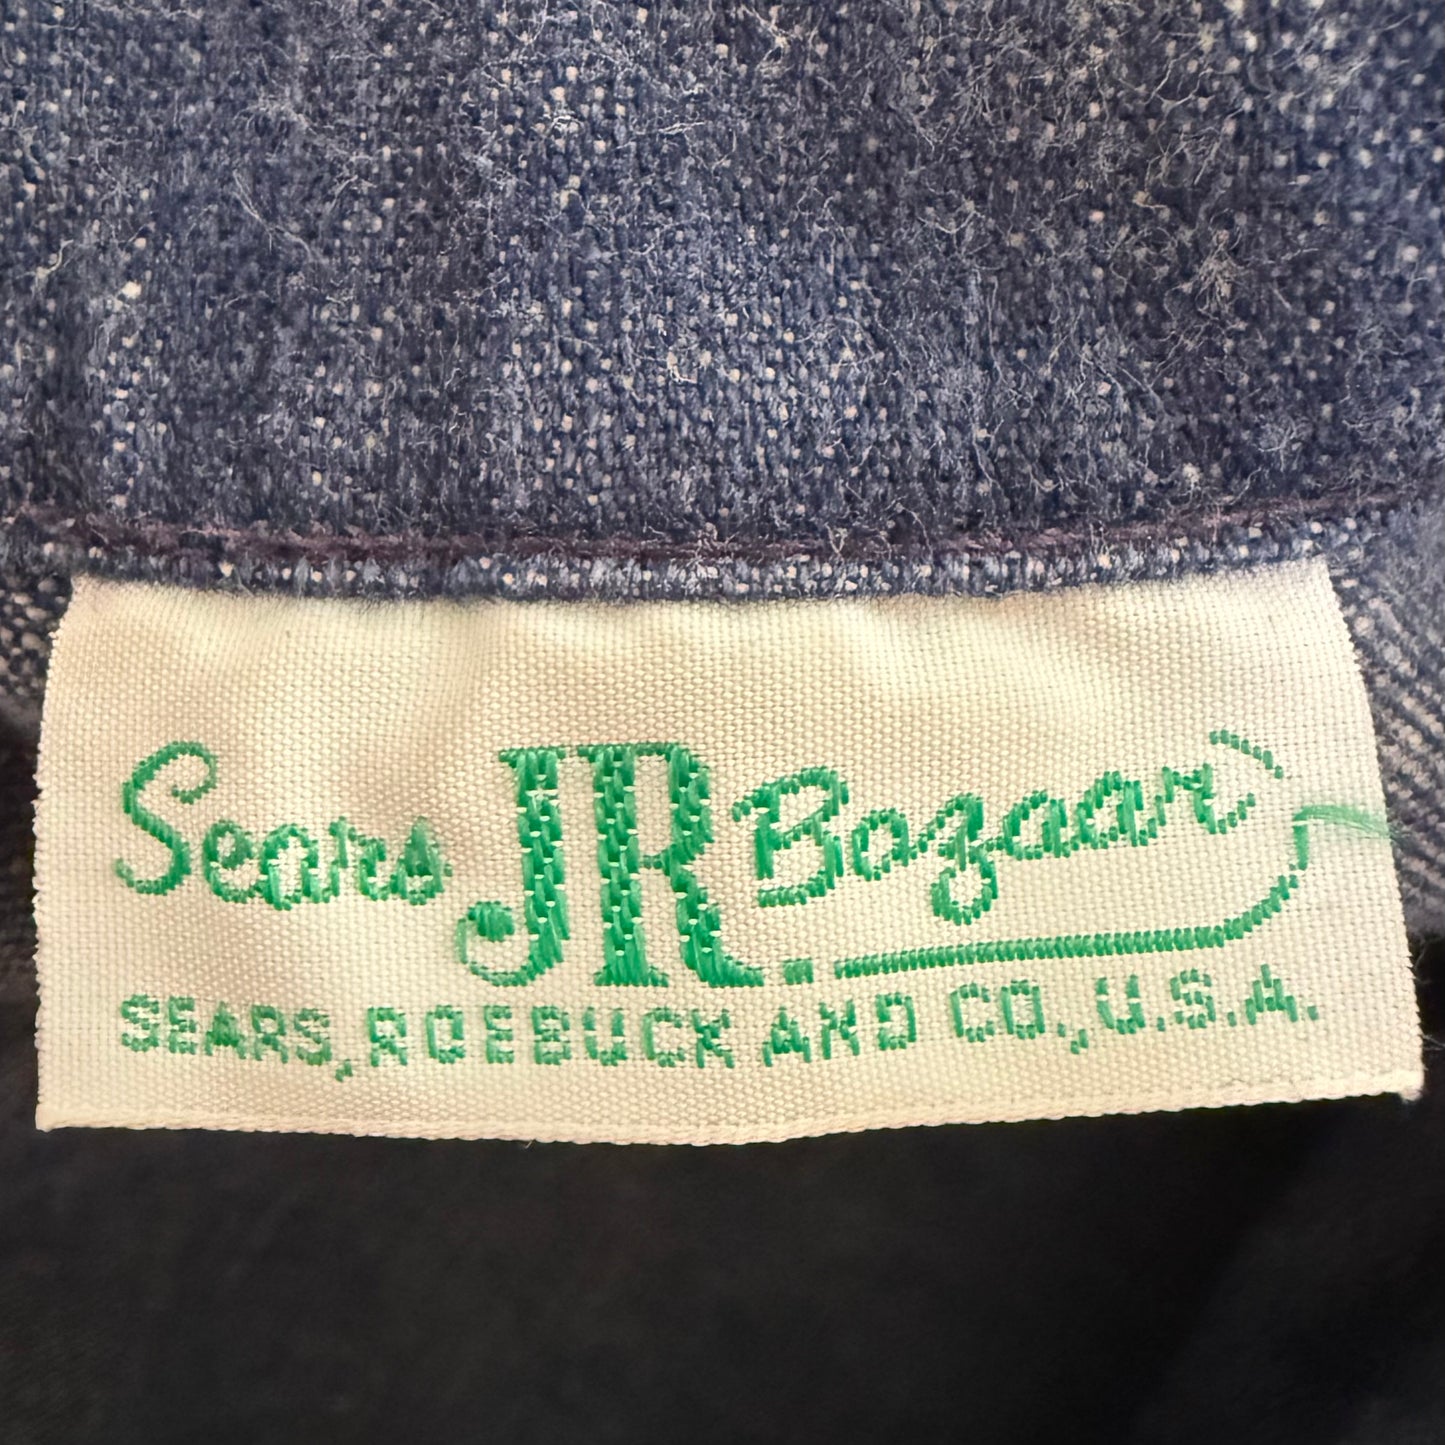 Sears JR. Bazaar
SEARS, ROEBUCK AND CO., U.S.A.